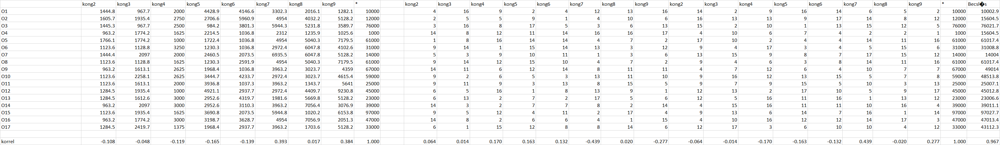 kong2 kong3 kong4 kong5 kong6 kong7 kong8 kong9 * kong2 kong3 kong4 kong5 kong6 kong7 kong8 kong9 kong2 kong3 kong4 kong5 kong6 kong7 kong8 kong9 * Becsl�s
O1 1444.8 967.7 2000 4428.9 4146.6 3302.3 2016.1 1282.1 10000 4 16 9 2 4 12 13 16 14 2 9 16 14 6 5 2 10000 10002.9
O2 1605.7 1935.4 2750 2706.6 5960.9 4954 4032.2 5128.2 12000 2 5 5 9 1 4 10 6 16 13 13 9 17 14 8 12 12000 15604.5
O3 1445.3 967.7 2500 984.2 3801.3 5944.3 5231.8 3589.7 76000 3 16 8 17 5 3 6 13 15 2 10 1 13 15 12 5 76000 76021.7
O4 963.2 1774.2 1625 2214.5 1036.8 2312 1235.9 1025.6 1000 14 8 12 11 14 16 16 17 4 10 6 7 4 2 2 1 1000 15604.5
O5 1766.1 1774.2 1000 1722.4 1036.8 4954 5040.3 7179.5 61000 1 8 16 14 14 4 7 2 17 10 2 4 4 14 11 16 61000 61017.4
O6 1123.6 1128.8 3250 1230.3 1036.8 2972.4 6047.8 4102.6 31000 9 14 1 15 14 13 3 12 9 4 17 3 4 5 15 6 31000 31008.8
O7 1444.4 2097 2000 2460.5 2073.5 6935.5 6047.8 5128.2 14000 5 3 9 10 11 1 3 6 13 15 9 8 7 17 15 12 14000 14004
O8 1123.6 1128.8 1625 1230.3 2591.9 4954 5040.3 7179.5 61000 9 14 12 15 10 4 7 2 9 4 6 3 8 14 11 16 61000 61017.4
O9 963.2 1613.1 2625 1968.4 1036.8 3963.2 3023.7 4359 67000 14 11 6 12 14 8 11 11 4 7 12 6 4 10 7 7 67000 49014
O10 1123.6 2258.1 2625 3444.7 4233.7 2972.4 3023.7 4615.4 59000 9 2 6 5 3 13 11 10 9 16 12 13 15 5 7 8 59000 48513.8
O11 1123.6 1613.1 2000 3936.8 1037.3 3963.2 1343.7 5641 25000 9 11 9 3 13 8 15 5 9 7 9 15 5 10 3 13 25000 25007.1
O12 1284.5 1935.4 1000 4921.1 2937.7 2972.4 4409.7 9230.8 45000 6 5 16 1 8 13 9 1 12 13 2 17 10 5 9 17 45000 45012.8
O13 1284.5 1612.6 3000 2952.6 4319.7 1981.6 5669.8 5128.2 23000 6 13 2 7 2 17 5 6 12 5 16 11 16 1 13 12 23000 23006.6
O14 963.2 2097 3000 2952.6 3110.3 3963.2 7056.4 3076.9 39000 14 3 2 7 7 8 2 14 4 15 16 11 11 10 16 4 39000 39011.1
O15 1123.6 1935.4 1625 3690.8 2073.5 5944.8 1020.2 6153.8 97000 9 5 12 4 11 2 17 4 9 13 6 14 7 16 1 14 97000 97027.7
O16 963.2 1774.2 3000 3198.7 3628.7 4954 7056.9 2051.3 47000 14 8 2 6 6 4 1 15 4 10 16 12 12 14 17 3 47000 47013.4
O17 1284.5 2419.7 1375 1968.4 2937.7 3963.2 1703.6 5128.2 33000 6 1 15 12 8 8 14 6 12 17 3 6 10 10 4 12 33000 43112.3
korrel -0.108 -0.048 -0.119 -0.165 -0.139 0.393 0.017 0.384 1.000 0.064 0.014 0.170 0.163 0.132 -0.439 0.020 -0.277 -0.064 -0.014 -0.170 -0.163 -0.132 0.439 -0.020 0.277 1.000 0.967